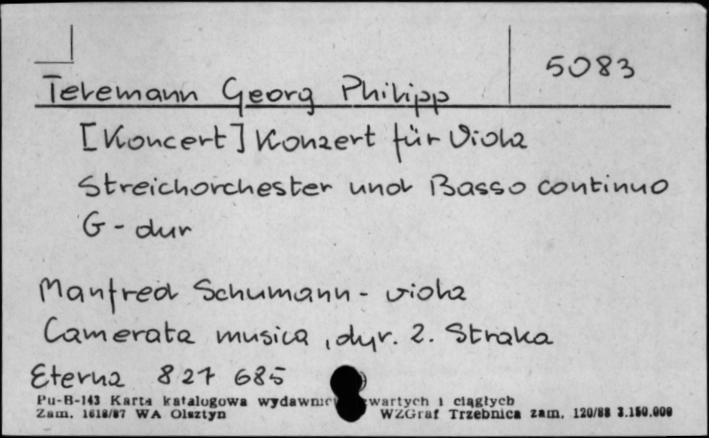 5083
Telemann Georg Philipp
[Koncert] Konzert für Viola
Streichorchester und Basso continuo
G-dur
Manfred Schumann - viola
Camerata musica, dyr. Z. Straka
Eterna 827 685
Pu-B-143 Karta katalogowa wydawnict wartych i ciągłych
Zam. 1618/87 WA Olsztyn WZGraf Trzebnica zam. 120/88 3.150.000